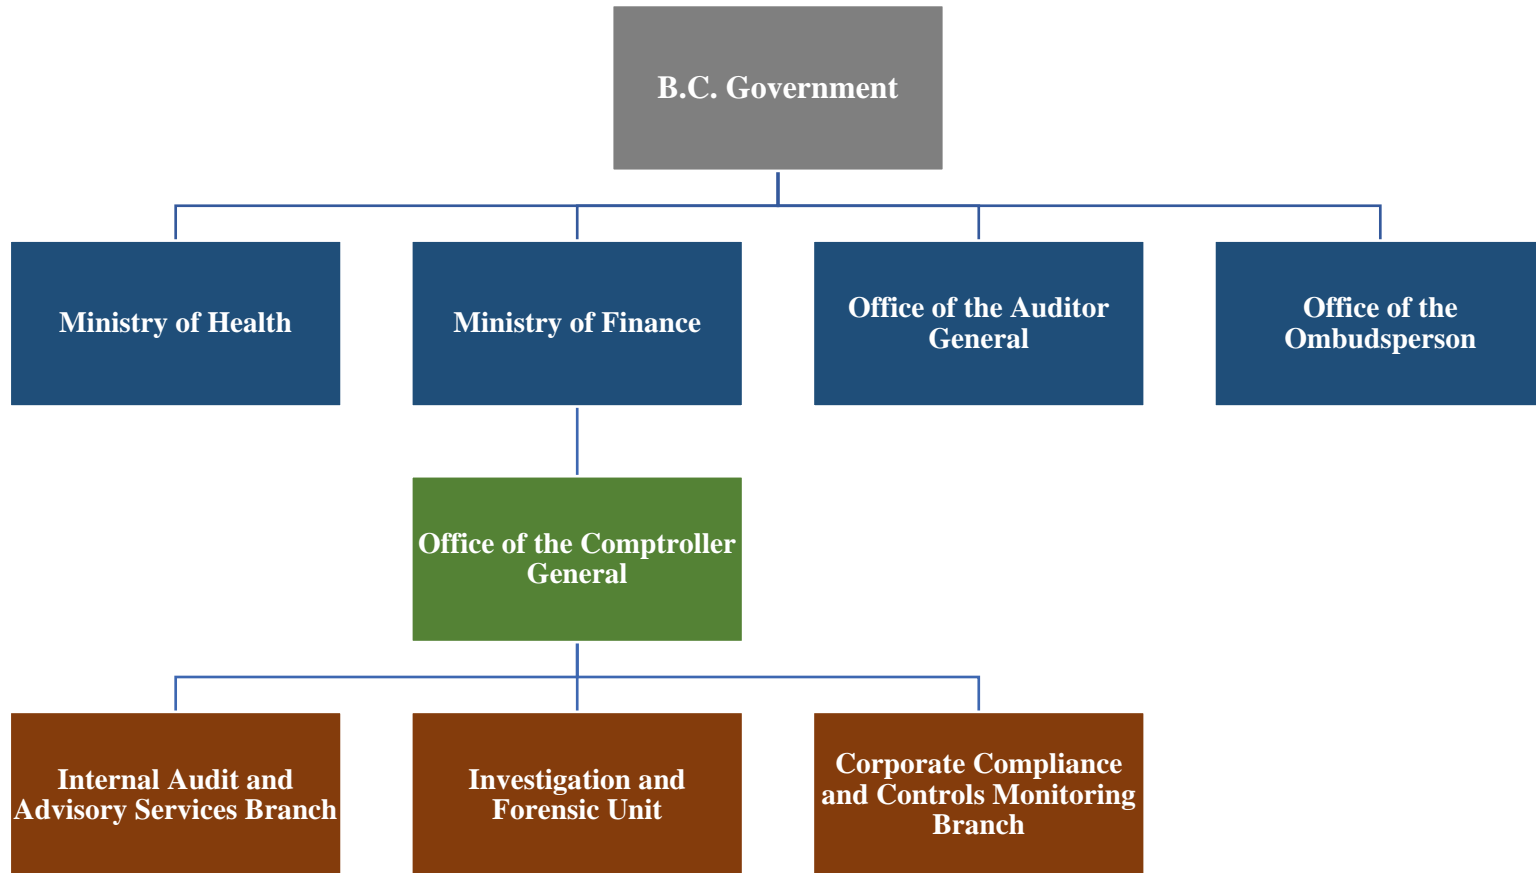 B.C. Government
Ministry of Health
Ministry of Finance
Office of the Auditor
General
Office of the
Ombudsperson
Office of the Comptroller
General
Internal Audit and
Advisory Services Branch
Investigation and
Forensic Unit
Corporate Compliance
and Controls Monitoring
Branch